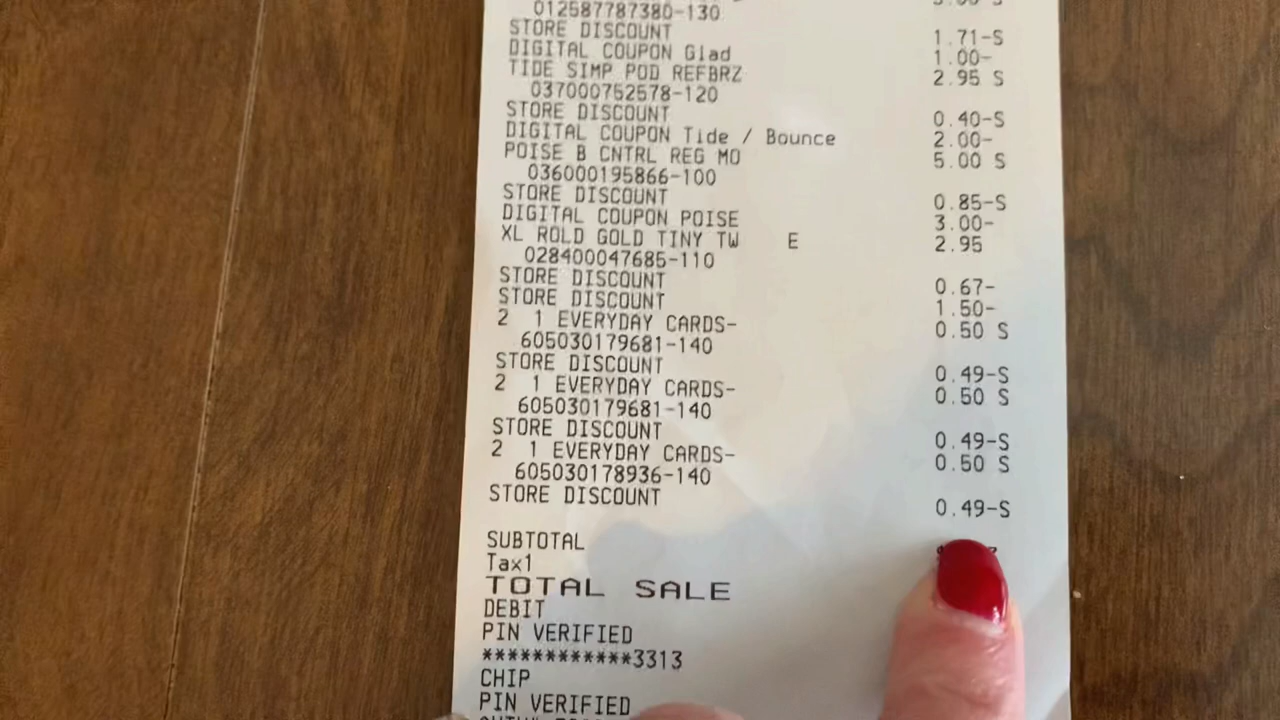 012587787380-130
STORE DISCOUNT 1.71-S
DIGITAL COUPON Glad 1.00-
TIDE SIMP POD REFBRZ 2.95 S
037000752578-120
STORE DISCOUNT 0.40-S
DIGITAL COUPON Tide / Bounce 2.00-
POISE B CNTRL REG MO 5.00 S
036000195866-100
STORE DISCOUNT 0.85-S
DIGITAL COUPON POISE 3.00-
XL ROLD GOLD TINY TW E 2.95
028400047685-110
STORE DISCOUNT 0.67-
STORE DISCOUNT 1.50-
2 1 EVERYDAY CARDS- 0.50 S
605030179681-140
STORE DISCOUNT 0.49-S
2 1 EVERYDAY CARDS- 0.50 S
605030179681-140
STORE DISCOUNT 0.49-S
2 1 EVERYDAY CARDS- 0.50 S
605030178936-140
STORE DISCOUNT 0.49-S
SUBTOTAL
Tax1
TOTAL SALE
DEBIT
PIN VERIFIED
************3313
CHIP
PIN VERIFIED